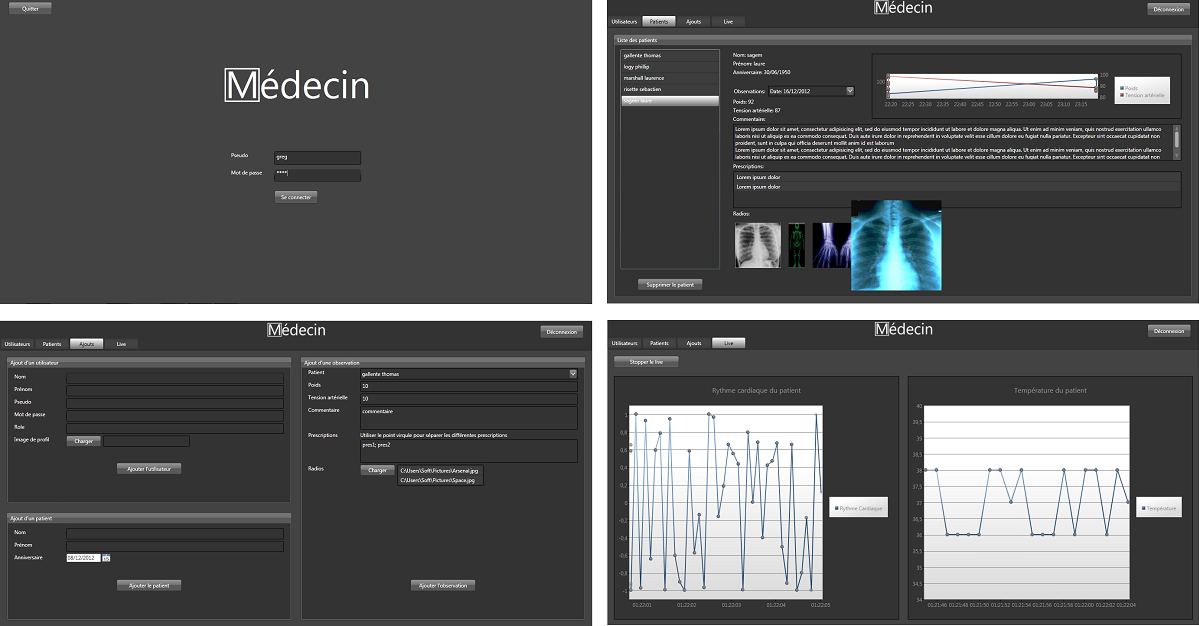 Quitter
Médecin
Pseudo
greg
Mot de passe
****
Se connecter
Médecin
Déconnexion
Utilisateurs Patients Ajouts Live
Liste des patients
gallente thomas
logy phillip
marshall laurence
risette sebastien
sagem laure
Supprimer le patient
Nom: sagem
Prénom: laure
Anniversaire: 30/06/1950
Observations: Date: 16/12/2012
Poids: 92
Tension artérielle: 87
100
100
90
80
22:20 22:25 22:30 22:35 22:40 22:45 22:50 22:55 23:00 23:05 23:10 23:15
Poids
Tension artérielle
Commentaire:
Lorem ipsum dolor sit amet, consectetur adipisicing elit, sed do eiusmod tempor incididunt ut labore et dolore magna aliqua. Ut enim ad minim veniam, quis nostrud exercitation ullamco
laboris nisi ut aliquip ex ea commodo consequat. Duis aute irure dolor in reprehenderit in voluptate velit esse cillum dolore eu fugiat nulla pariatur. Excepteur sint occaecat cupidatat non
proident, sunt in culpa qui officia deserunt mollit anim id est laborum
Lorem ipsum dolor sit amet, consectetur adipisicing elit, sed do eiusmod tempor incididunt ut labore et dolore magna aliqua. Ut enim ad minim veniam, quis nostrud exercitation ullamco
laboris nisi ut aliquip ex ea commodo consequat. Duis aute irure dolor in reprehenderit in voluptate velit esse cillum dolore eu fugiat nulla pariatur. Excepteur sint occaecat cupidatat non
Prescriptions:
Lorem ipsum dolor
Lorem ipsum dolor
Radios:
Médecin
Déconnexion
Utilisateurs Patients Ajouts Live
Ajout d'un utilisateur
Nom
Prénom
Pseudo
Mot de passe
Role
Image de profil Charger
Ajouter l'utilisateur
Ajout d'un patient
Nom
Prénom
Anniversaire 08/12/2012
Ajouter le patient
Ajout d'une observation
Patient gallente thomas
Poids 10
Tension artérielle 10
Commentaire commentaire
Prescriptions Utiliser le point virgule pour séparer les différentes prescriptions
pres1; pres2
Radios Charger C:\Users\Soft\Pictures\Arsenal.jpg
C:\Users\Soft\Pictures\Space.jpg
Ajouter l'observation
Médecin
Déconnexion
Utilisateurs Patients Ajouts Live
Stopper le live
Rythme cardiaque du patient
1
0,8
0,6
0,4
0,2
0
-0,2
-0,4
-0,6
-0,8
-1
01:22:01 01:22:02 01:22:03 01:22:04 01:22:05
Rythme Cardiaque
Température du patient
40
39,5
39
38,5
38
37,5
37
36,5
36
35,5
35
34,5
34
01:21:46 01:21:48 01:21:50 01:21:52 01:21:54 01:21:56 01:21:58 01:22:00 01:22:02 01:22:04
Température